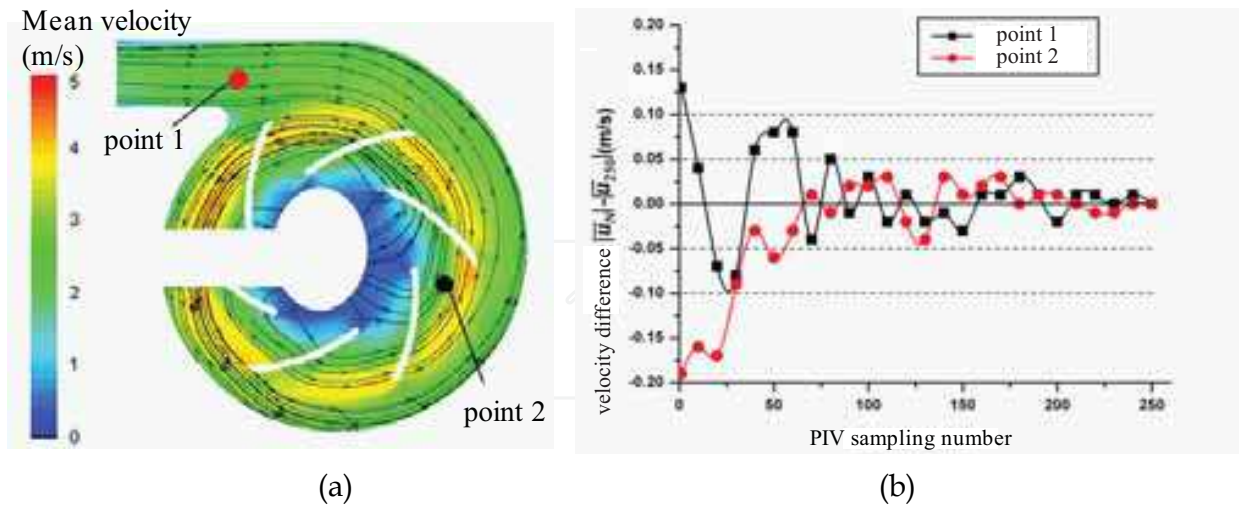 Mean velocity
(m/s)
5
4
3
2
1
0
point 1
point 2
(a)
velocity difference |u̅_N|-|u̅_250|(m/s)
0.20
0.15
0.10
0.05
0.00
-0.05
-0.10
-0.15
-0.20
point 1
point 2
0 50 100 150 200 250
PIV sampling number
(b)